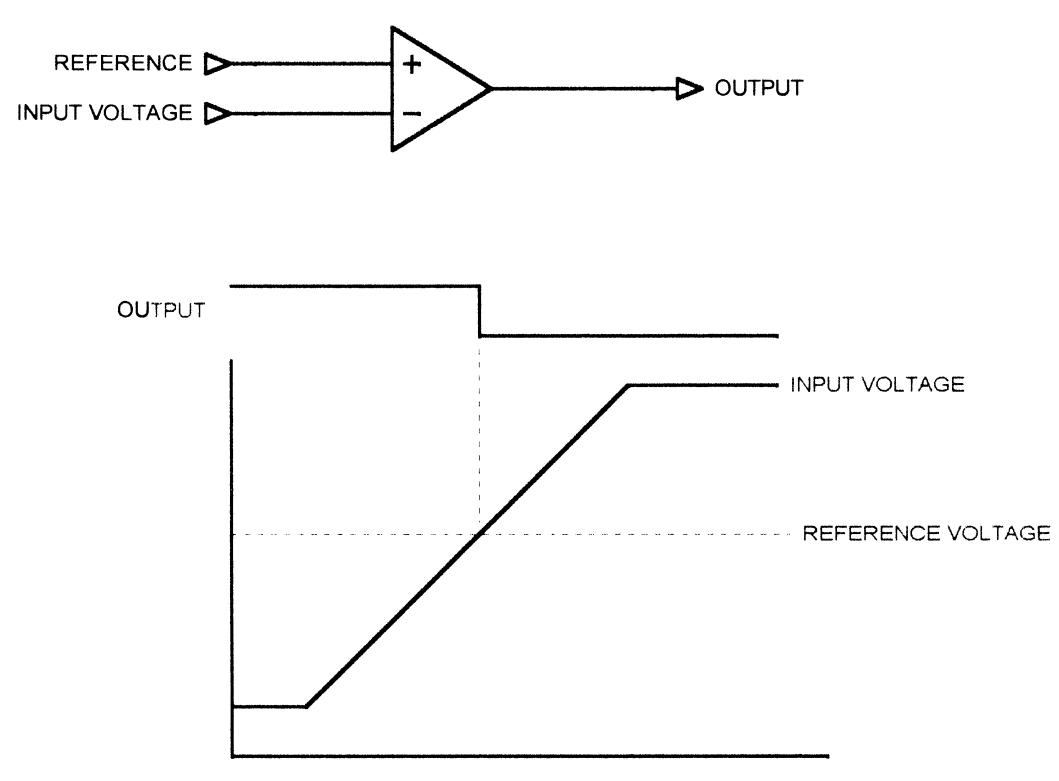 REFERENCE
+
INPUT VOLTAGE
−
OUTPUT
OUTPUT
INPUT VOLTAGE
REFERENCE VOLTAGE